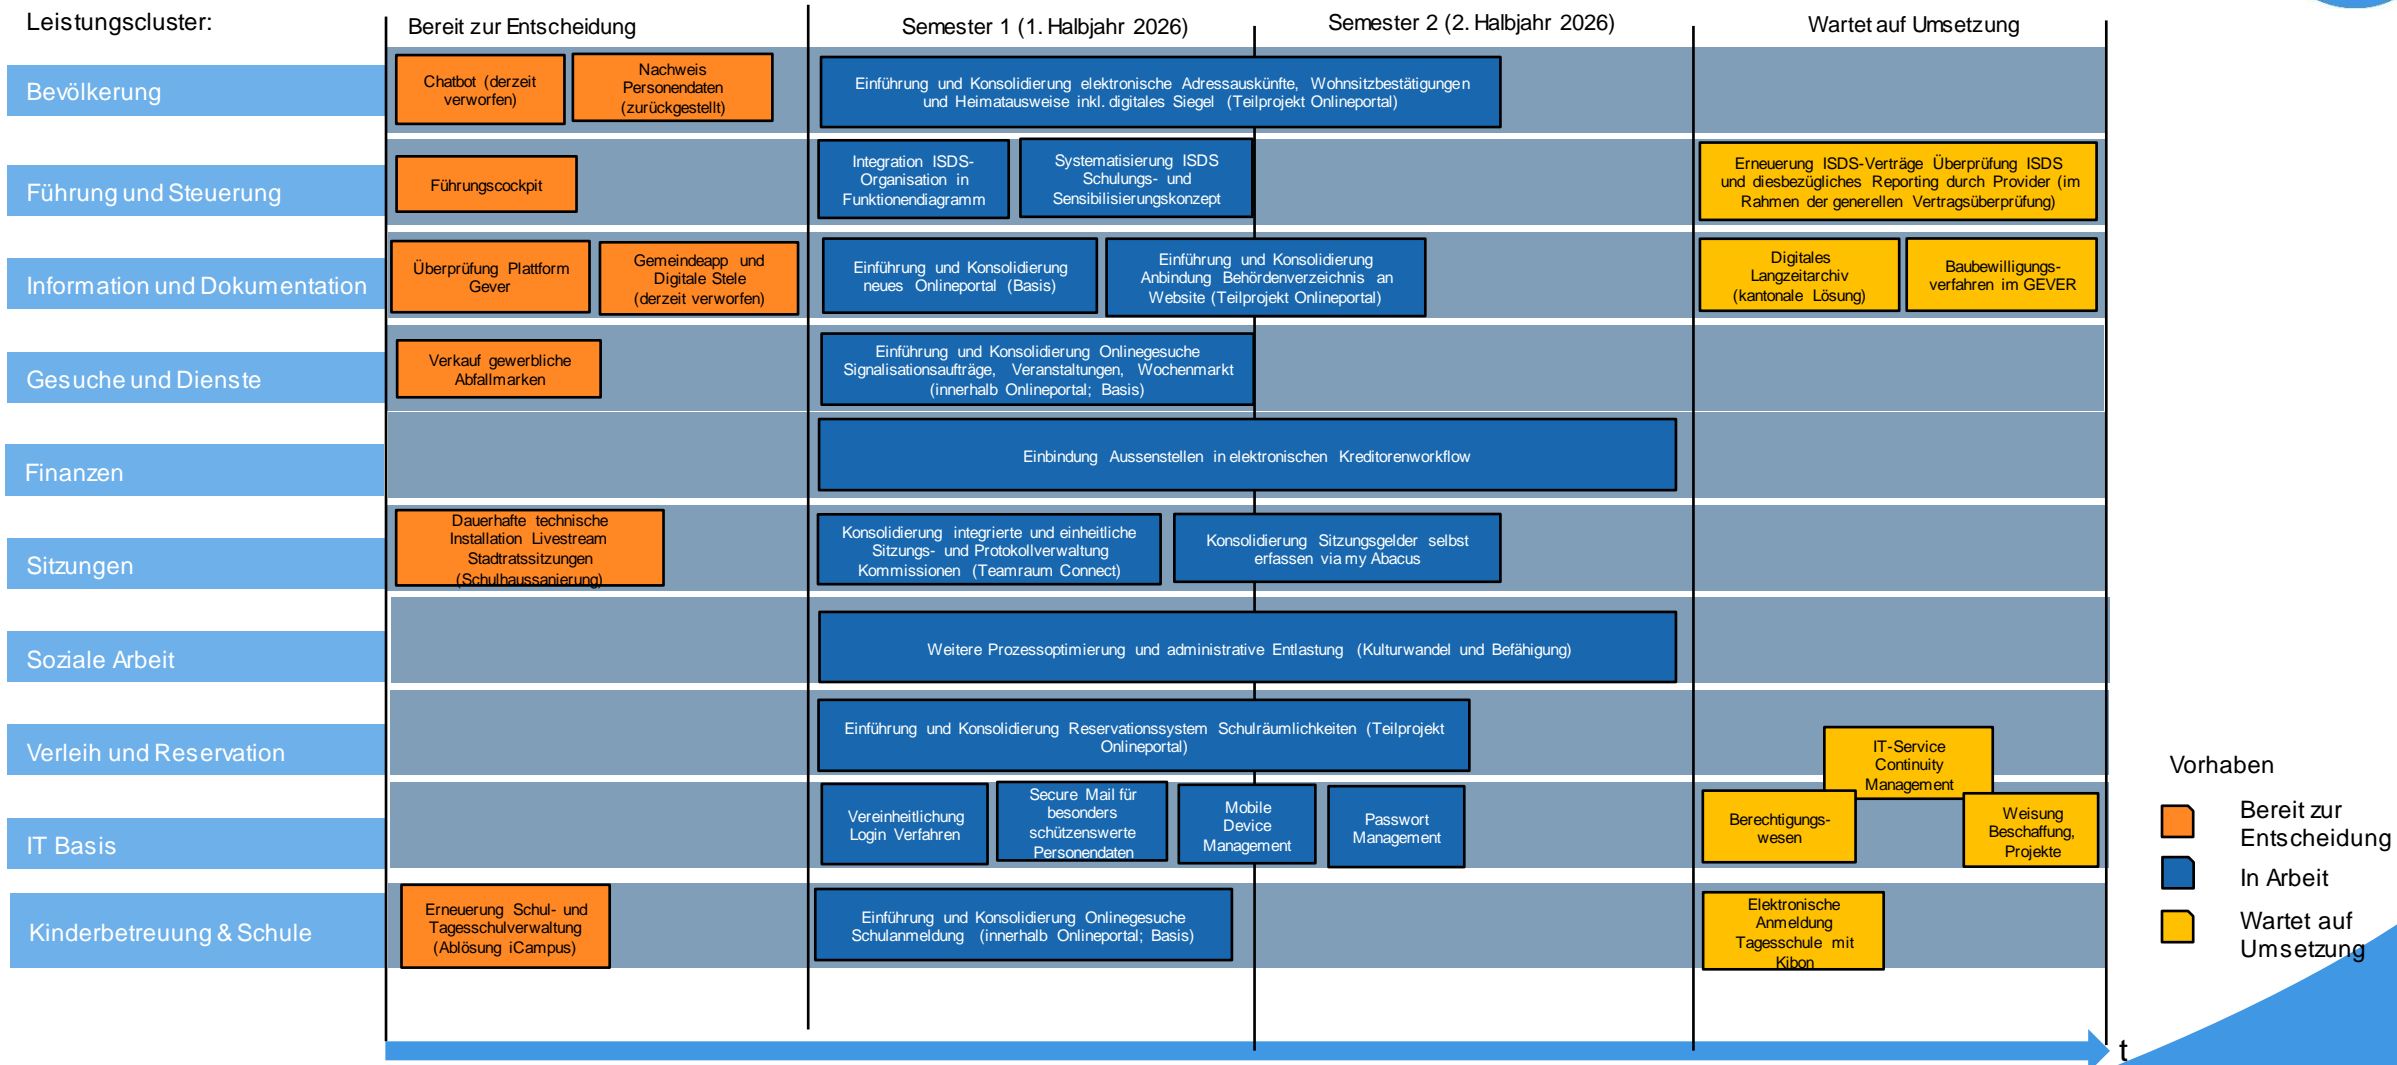 Leistungscluster:
Bereit zur Entscheidung
Semester 1 (1. Halbjahr 2026)
Semester 2 (2. Halbjahr 2026)
Wartet auf Umsetzung
Bevölkerung
Chatbot (derzeit
verworfen)
Nachweis
Personendaten
(zurückgestellt)
Einführung und Konsolidierung elektronische Adressauskünfte, Wohnsitzbestätigungen
und Heimatausweise inkl. digitales Siegel (Teilprojekt Onlineportal)
Führung und Steuerung
Führungscockpit
Integration ISDS-
Organisation in
Funktionendiagramm
Systematisierung ISDS
Schulungs- und
Sensibilisierungskonzept
Erneuerung ISDS-Verträge Überprüfung ISDS
und diesbezügliches Reporting durch Provider (im
Rahmen der generellen Vertragsüberprüfung)
Information und Dokumentation
Überprüfung Plattform
Gever
Gemeindeapp und
Digitale Stele
(derzeit verworfen)
Einführung und Konsolidierung
neues Onlineportal (Basis)
Einführung und Konsolidierung
Anbindung Behördenverzeichnis an
Website (Teilprojekt Onlineportal)
Digitales
Langzeitarchiv
(kantonale Lösung)
Baubewilligungs-
verfahren im GEVER
Gesuche und Dienste
Verkauf gewerbliche
Abfallmarken
Einführung und Konsolidierung Onlinegesuche
Signalisationsaufträge, Veranstaltungen, Wochenmarkt
(innerhalb Onlineportal; Basis)
Finanzen
Einbindung Aussenstellen in elektronischen Kreditorenworkflow
Sitzungen
Dauerhafte technische
Installation Livestream
Stadtratssitzungen
(Schulhaussanierung)
Konsolidierung integrierte und einheitliche
Sitzungs- und Protokollverwaltung
Kommissionen (Teamraum Connect)
Konsolidierung Sitzungsgelder selbst
erfassen via my Abacus
Soziale Arbeit
Weitere Prozessoptimierung und administrative Entlastung (Kulturwandel und Befähigung)
Verleih und Reservation
Einführung und Konsolidierung Reservationssystem Schulräumlichkeiten (Teilprojekt
Onlineportal)
IT-Service
Continuity
Management
IT Basis
Vereinheitlichung
Login Verfahren
Secure Mail für
besonders
schützenswerte
Personendaten
Mobile
Device
Management
Passwort
Management
Berechtigungs-
wesen
Weisung
Beschaffung,
Projekte
Kinderbetreuung & Schule
Erneuerung Schul- und
Tagesschulverwaltung
(Ablösung iCampus)
Einführung und Konsolidierung Onlinegesuche
Schulanmeldung (innerhalb Onlineportal; Basis)
Elektronische
Anmeldung
Tagesschule mit
Kibon
t
Vorhaben
Bereit zur
Entscheidung
In Arbeit
Wartet auf
Umsetzung